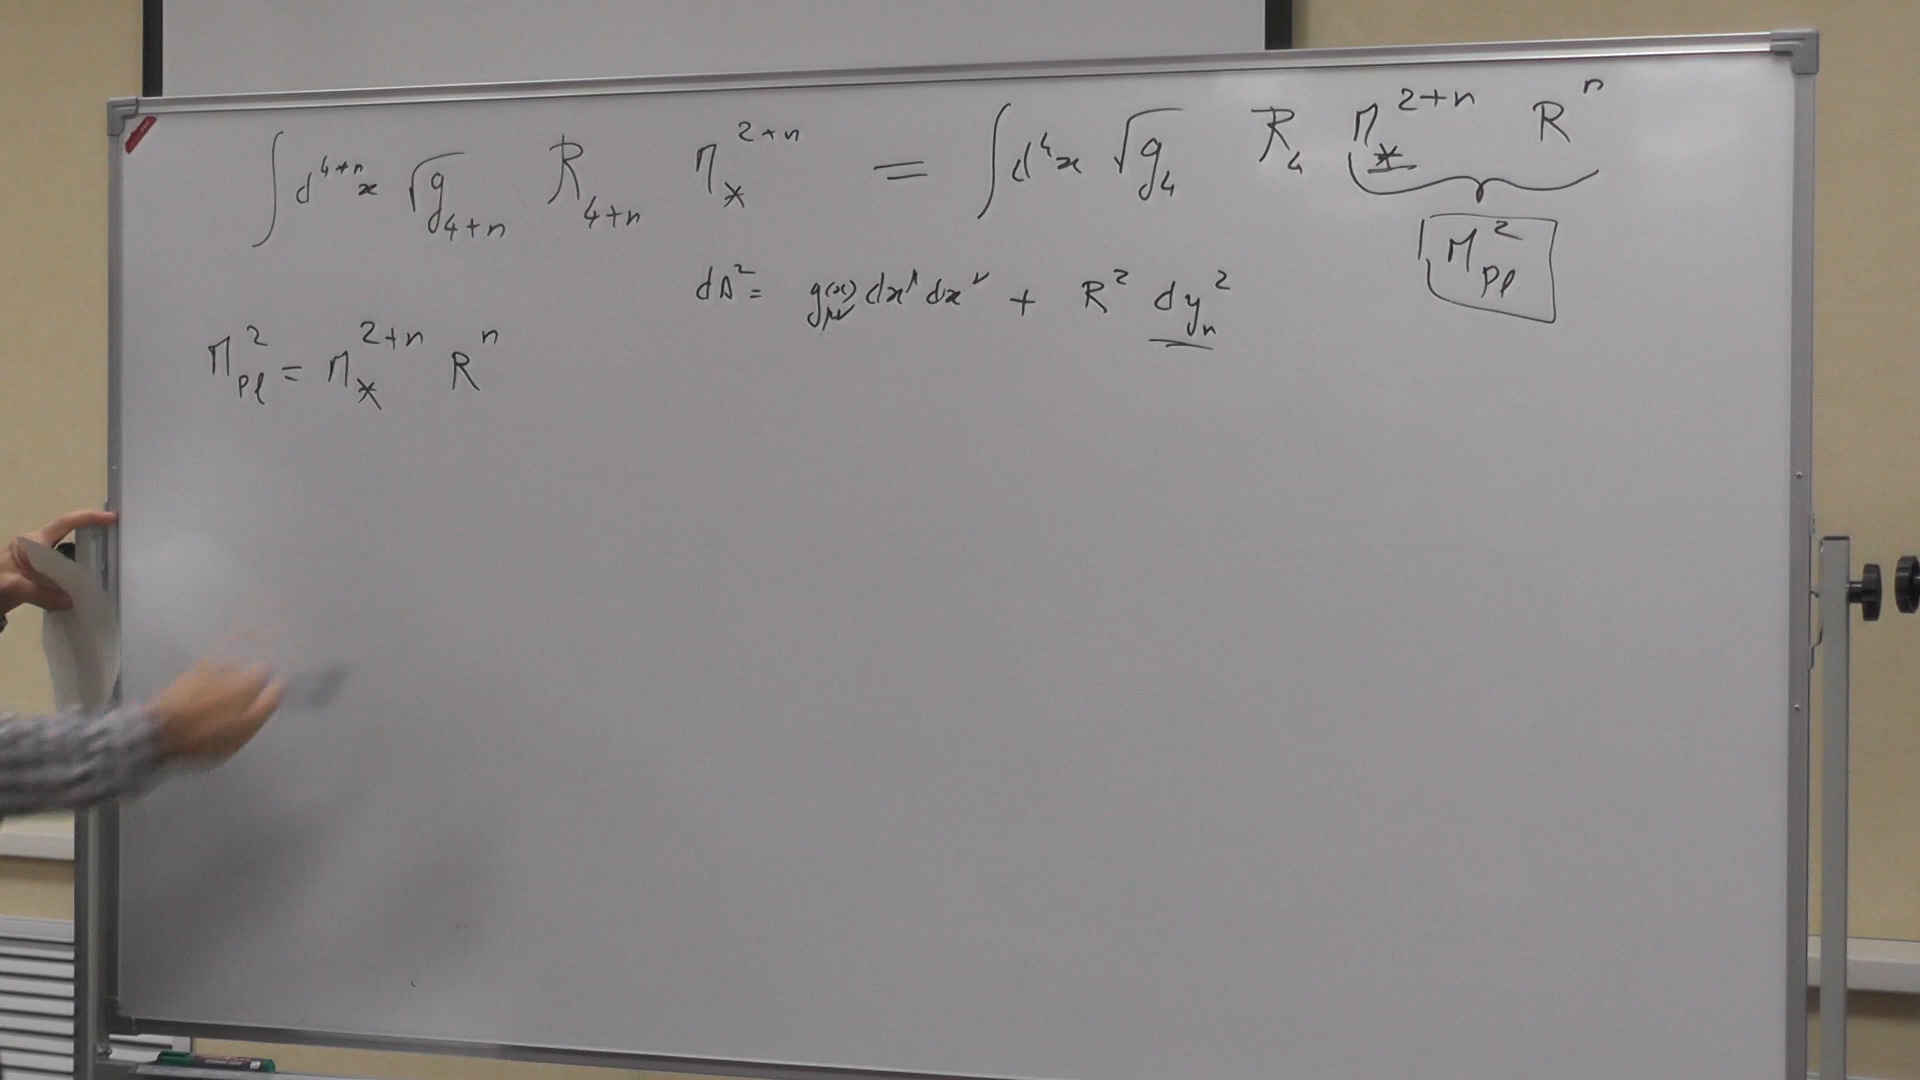 ∫ d^{4+n}x √g_{4+n} R_{4+n} M_*^{2+n} = ∫ d^4x √g_4 R_4 M_*^{2+n} R^n
M_{Pl}^2
ds^2 = g_{μν}(x) dx^μ dx^ν + R^2 dy_n^2
M_{Pl}^2 = M_*^{2+n} R^n